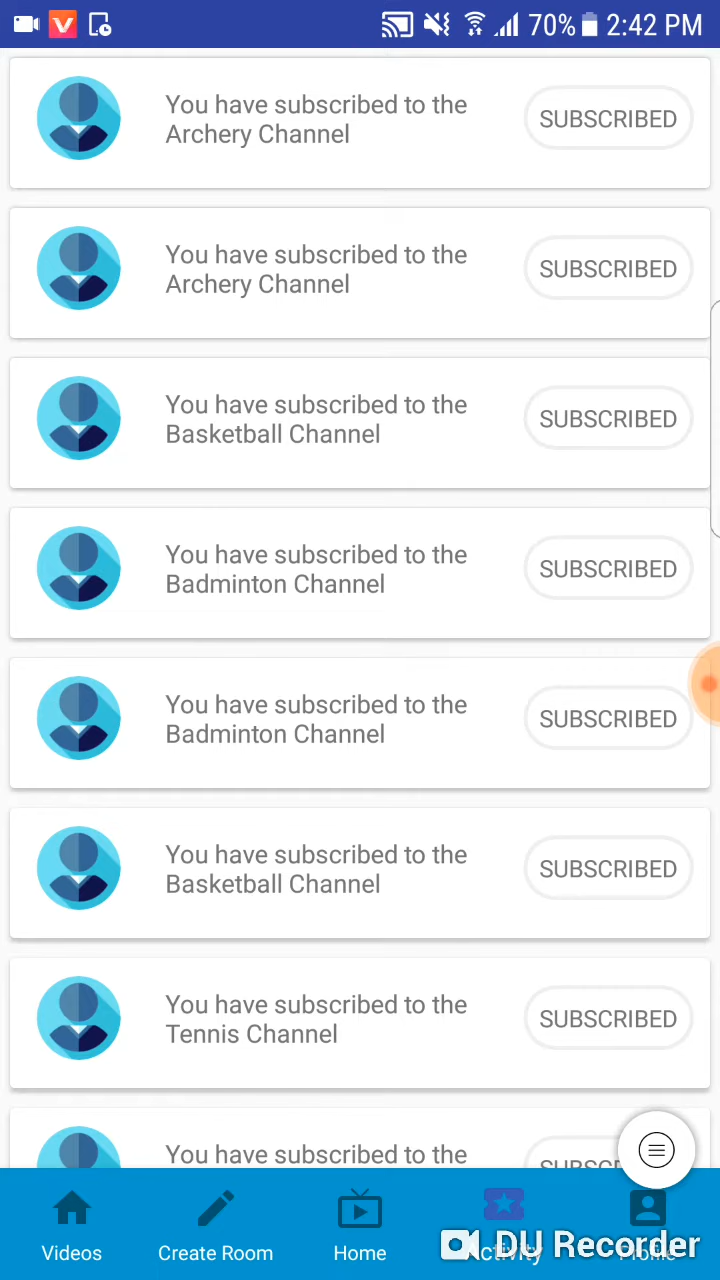 70% 2:42 PM
You have subscribed to the
Archery Channel
SUBSCRIBED
You have subscribed to the
Archery Channel
SUBSCRIBED
You have subscribed to the
Basketball Channel
SUBSCRIBED
You have subscribed to the
Badminton Channel
SUBSCRIBED
You have subscribed to the
Badminton Channel
SUBSCRIBED
You have subscribed to the
Basketball Channel
SUBSCRIBED
You have subscribed to the
Tennis Channel
SUBSCRIBED
You have subscribed to the
Videos
Create Room
Home
Activity
Profile
DU Recorder